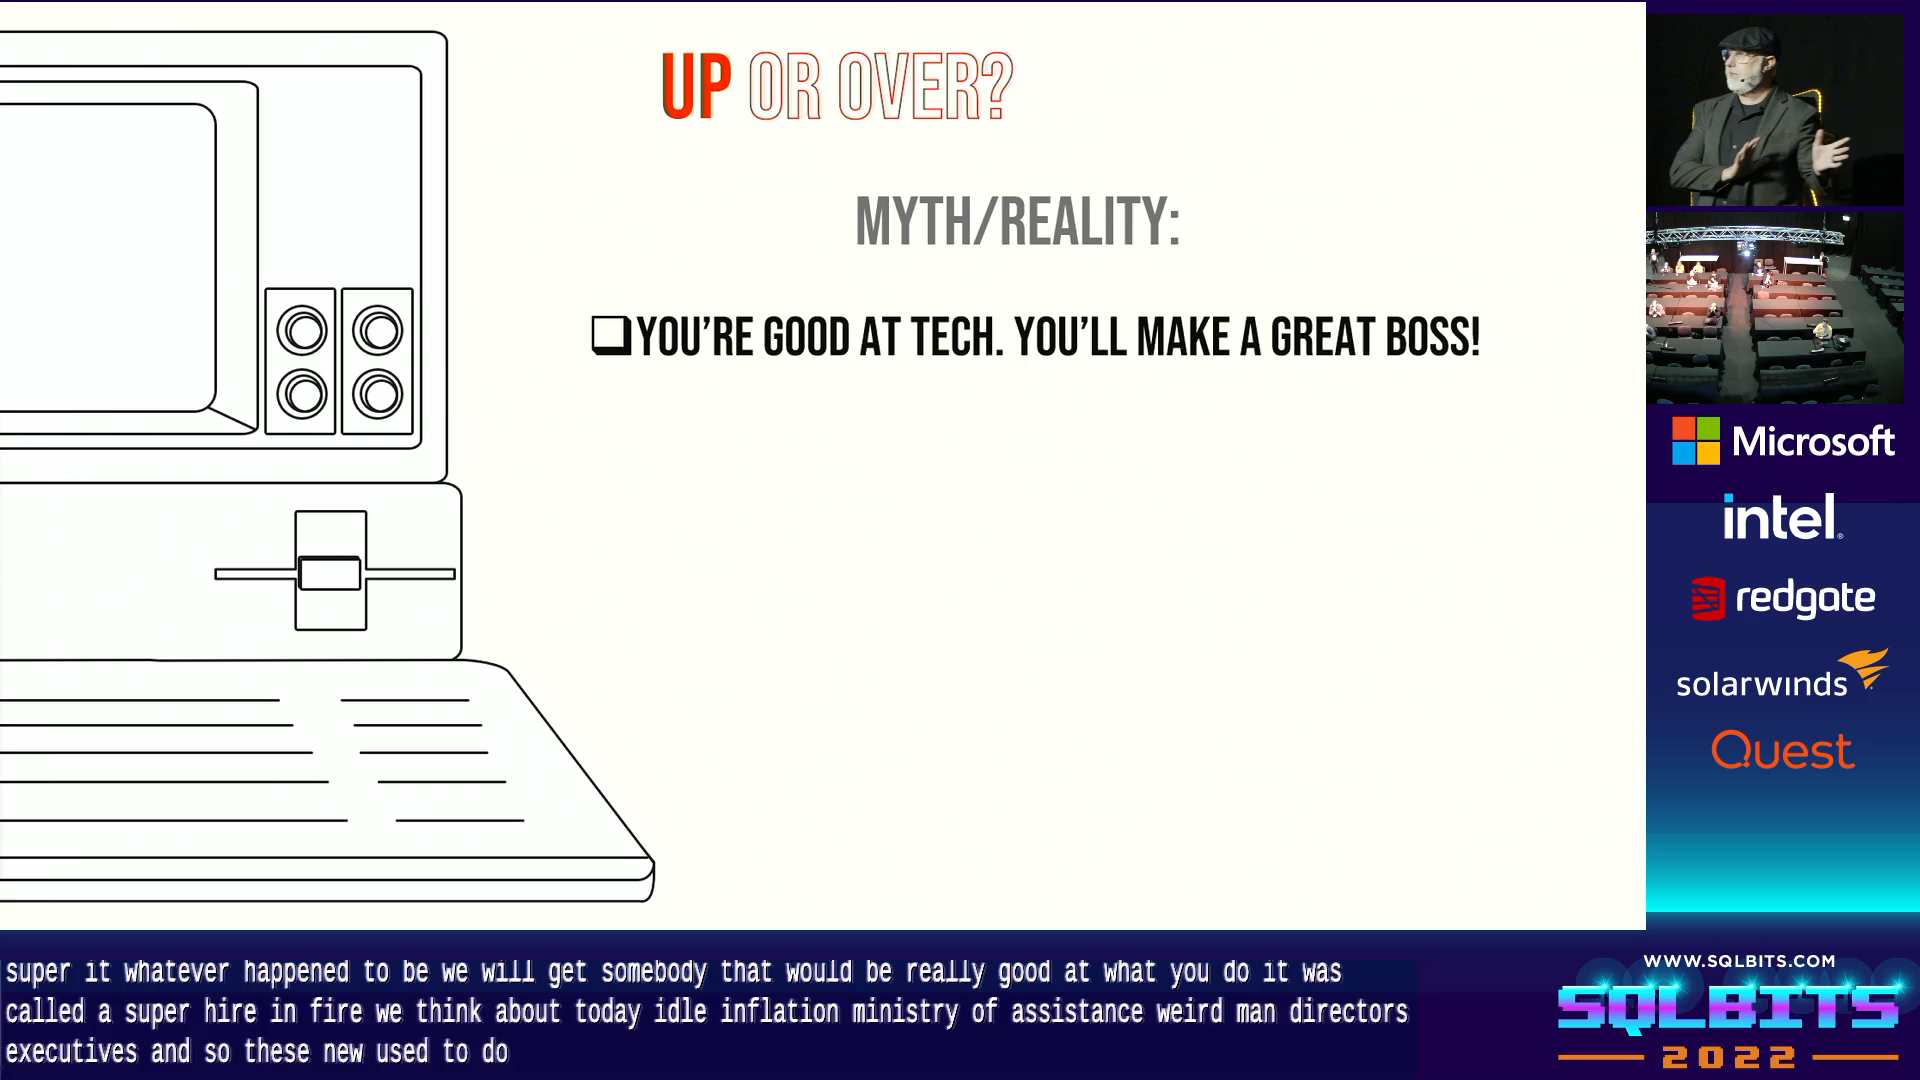 UP OR OVER?
MYTH/REALITY:
❑YOU’RE GOOD AT TECH. YOU’LL MAKE A GREAT BOSS!
Microsoft
intel®
redgate
solarwinds
Quest
super it whatever happened to be we will get somebody that would be really good at what you do it was
called a super hire in fire we think about today idle inflation ministry of assistance weird man directors
executives and so these new used to do
WWW.SQLBITS.COM
SQLBITS
2022